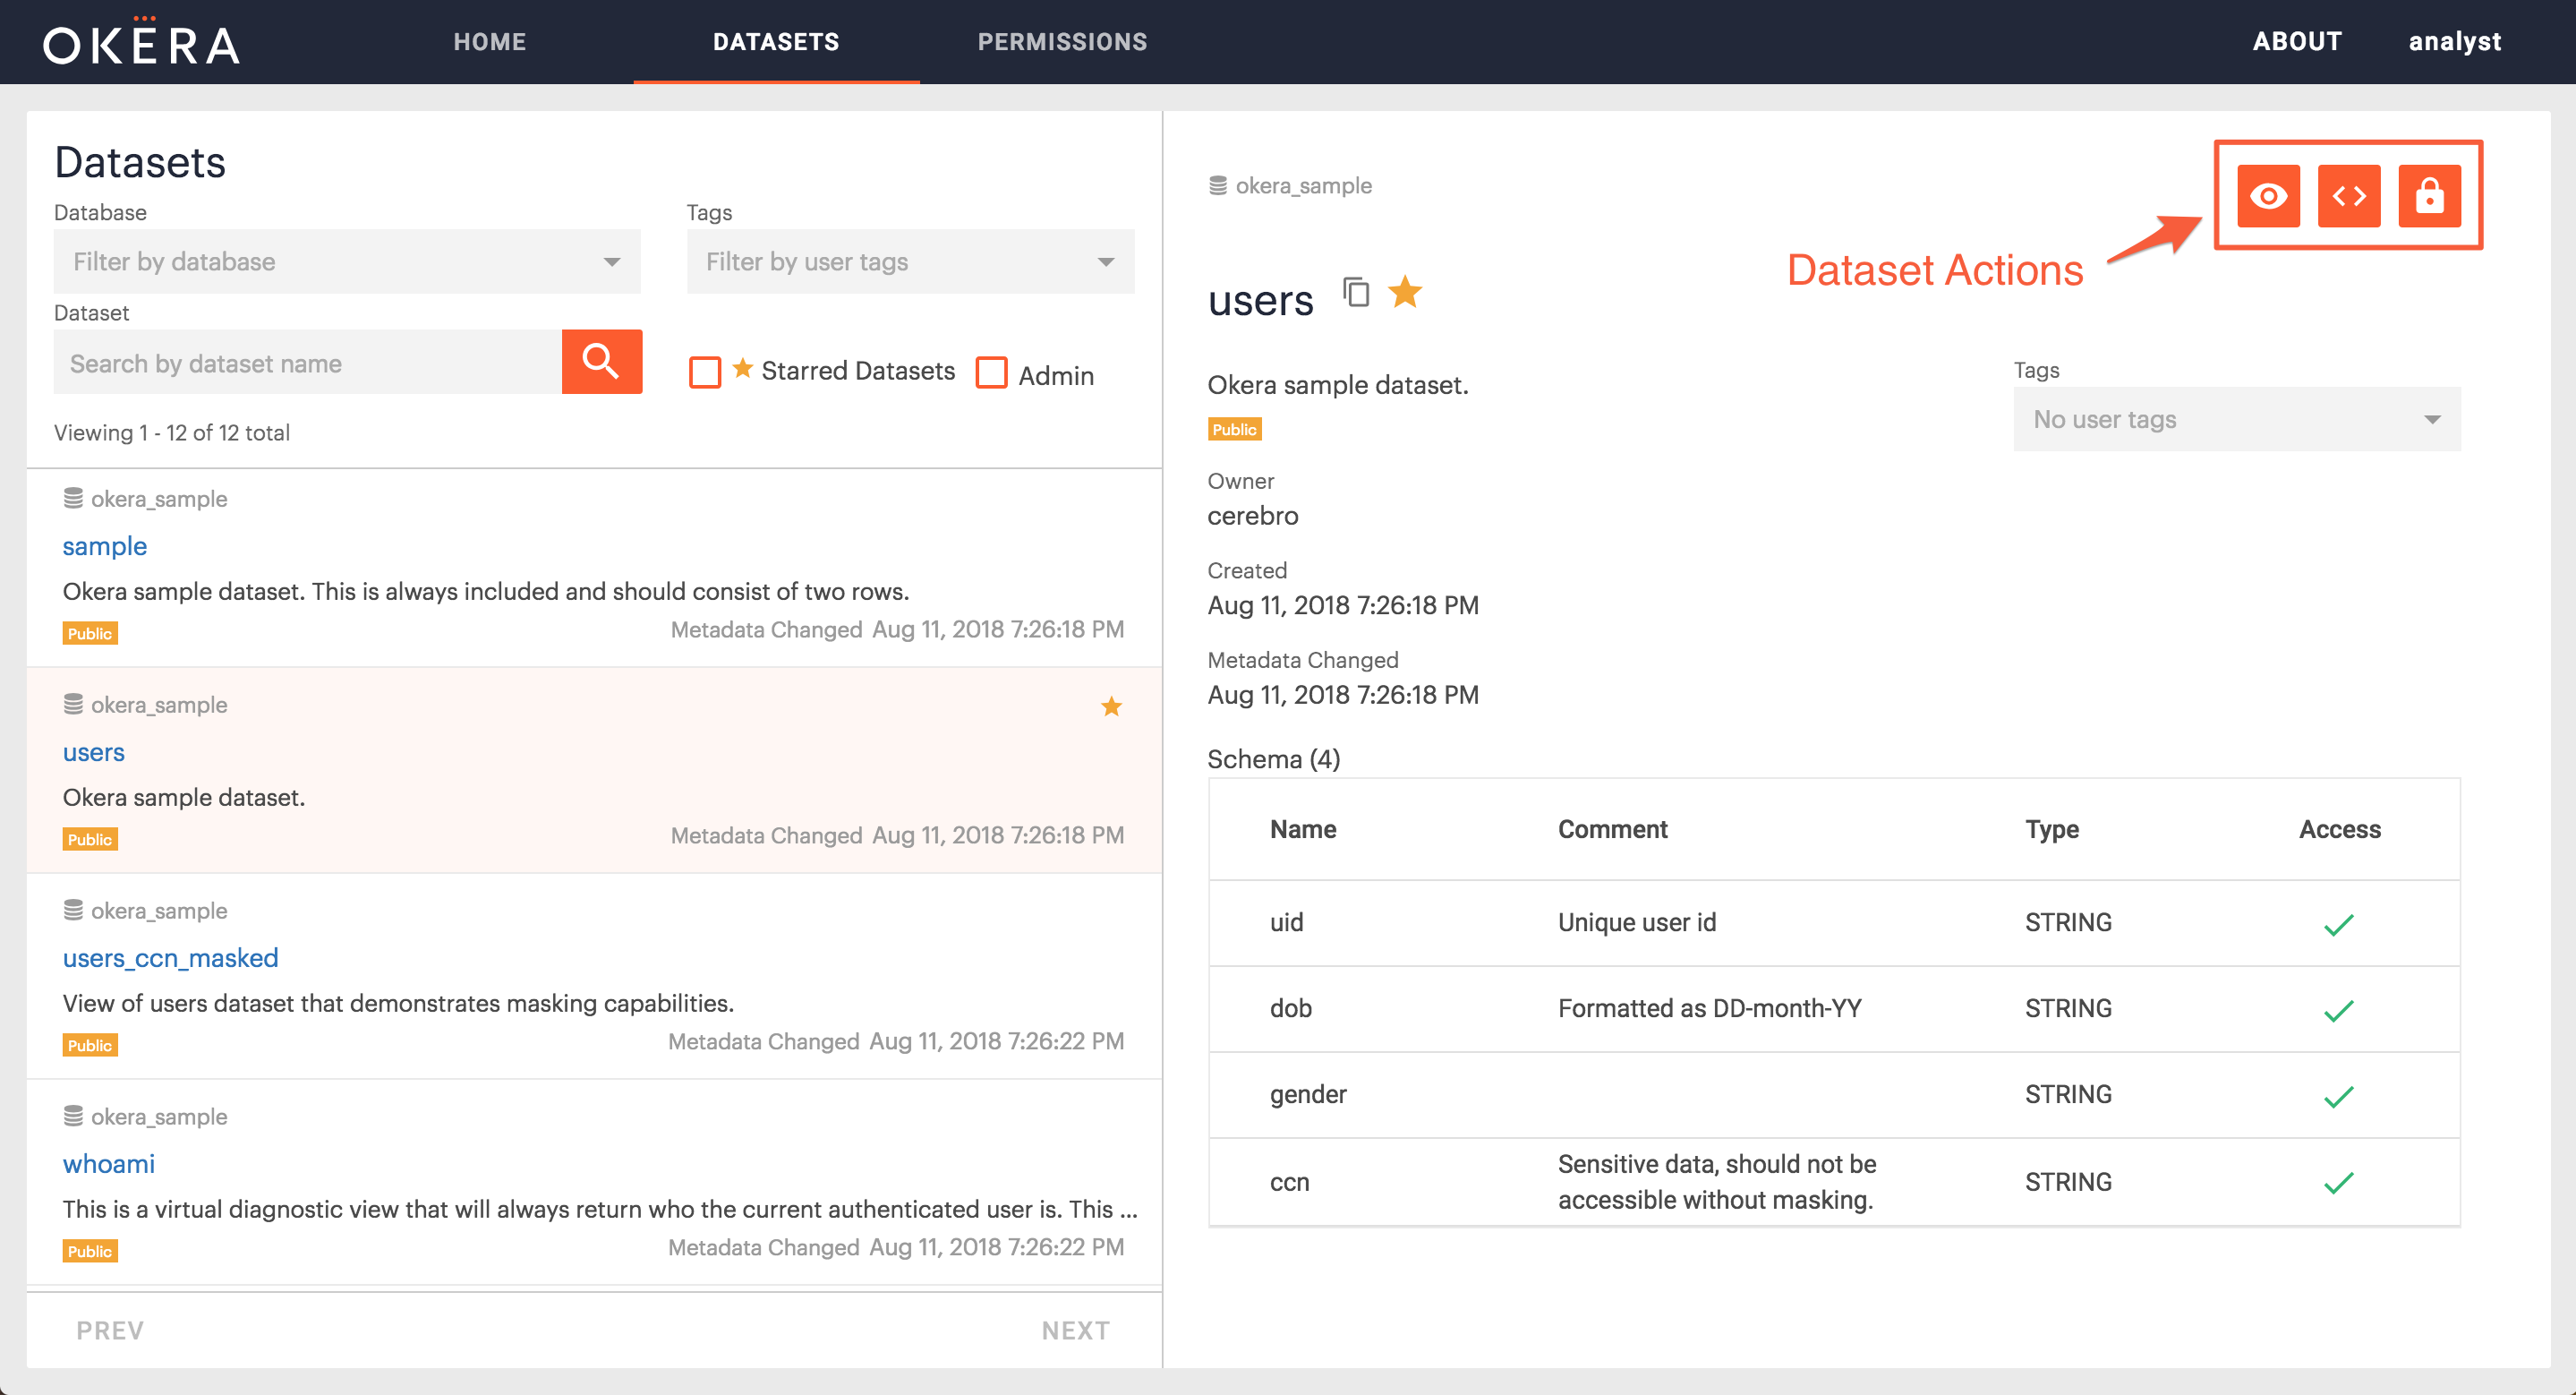 OKERA
HOME DATASETS PERMISSIONS ABOUT analyst
Datasets
Database Tags
Filter by database Filter by user tags
Dataset
Search by dataset name
Starred Datasets Admin
Viewing 1 - 12 of 12 total
okera_sample
sample
Okera sample dataset. This is always included and should consist of two rows.
Public Metadata Changed Aug 11, 2018 7:26:18 PM
okera_sample
users
Okera sample dataset.
Public Metadata Changed Aug 11, 2018 7:26:18 PM
okera_sample
users_ccn_masked
View of users dataset that demonstrates masking capabilities.
Public Metadata Changed Aug 11, 2018 7:26:22 PM
okera_sample
whoami
This is a virtual diagnostic view that will always return who the current authenticated user is. This ...
Public Metadata Changed Aug 11, 2018 7:26:22 PM
PREV NEXT
okera_sample
Dataset Actions
users
Okera sample dataset.
Public
Tags
No user tags
Owner
cerebro
Created
Aug 11, 2018 7:26:18 PM
Metadata Changed
Aug 11, 2018 7:26:18 PM
Schema (4)
Name Comment Type Access
uid Unique user id STRING
dob Formatted as DD-month-YY STRING
gender STRING
ccn Sensitive data, should not be accessible without masking. STRING